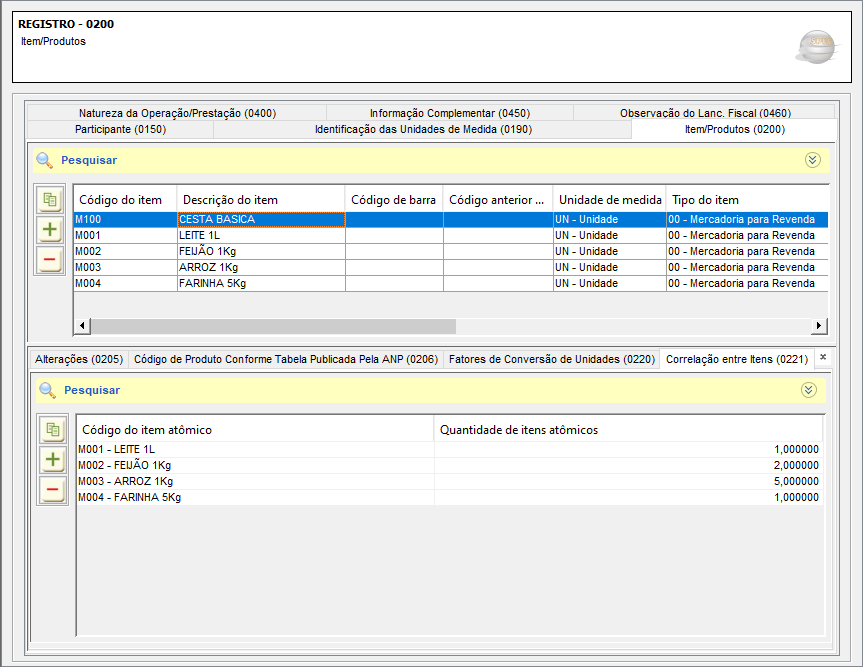 REGISTRO - 0200
Item/Produtos
Natureza da Operação/Prestação (0400) Informação Complementar (0450) Observação do Lanc. Fiscal (0460)
Participante (0150) Identificação das Unidades de Medida (0190) Item/Produtos (0200)
Pesquisar
Código do item Descrição do item Código de barra Código anterior ... Unidade de medida Tipo do item
M100 CESTA BASICA UN - Unidade 00 - Mercadoria para Revenda
M001 LEITE 1L UN - Unidade 00 - Mercadoria para Revenda
M002 FEIJÃO 1Kg UN - Unidade 00 - Mercadoria para Revenda
M003 ARROZ 1Kg UN - Unidade 00 - Mercadoria para Revenda
M004 FARINHA 5Kg UN - Unidade 00 - Mercadoria para Revenda
Alterações (0205) Código de Produto Conforme Tabela Publicada Pela ANP (0206) Fatores de Conversão de Unidades (0220) Correlação entre Itens (0221)
Pesquisar
Código do item atômico Quantidade de itens atômicos
M001 - LEITE 1L 1,000000
M002 - FEIJÃO 1Kg 2,000000
M003 - ARROZ 1Kg 5,000000
M004 - FARINHA 5Kg 1,000000